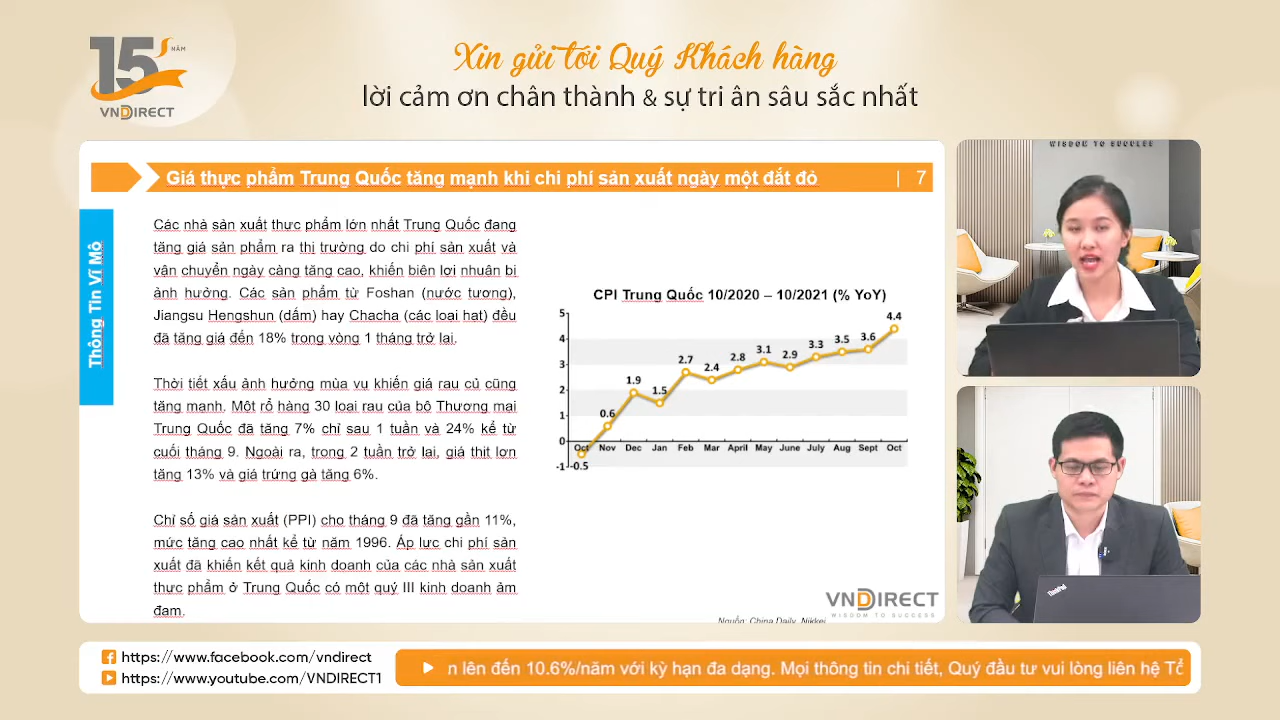 15 NĂM
VNDIRECT
Xin gửi tới Quý Khách hàng
lời cảm ơn chân thành & sự tri ân sâu sắc nhất
WISDOM TO SUCCESS
Giá thực phẩm Trung Quốc tăng mạnh khi chi phí sản xuất ngày một đắt đỏ | 7
Thông Tin Vĩ Mô
Các nhà sản xuất thực phẩm lớn nhất Trung Quốc đang
tăng giá sản phẩm ra thị trường do chi phí sản xuất và
vận chuyển ngày càng tăng cao, khiến biên lợi nhuận bị
ảnh hưởng. Các sản phẩm từ Foshan (nước tương),
Jiangsu Hengshun (dấm) hay Chacha (các loại hạt) đều
đã tăng giá đến 18% trong vòng 1 tháng trở lại.
Thời tiết xấu ảnh hưởng mùa vụ khiến giá rau củ cũng
tăng mạnh. Một rổ hàng 30 loại rau của bộ Thương mại
Trung Quốc đã tăng 7% chỉ sau 1 tuần và 24% kể từ
cuối tháng 9. Ngoài ra, trong 2 tuần trở lại, giá thịt lợn
tăng 13% và giá trứng gà tăng 6%.
Chỉ số giá sản xuất (PPI) cho tháng 9 đã tăng gần 11%,
mức tăng cao nhất kể từ năm 1996. Áp lực chi phí sản
xuất đã khiến kết quả kinh doanh của các nhà sản xuất
thực phẩm ở Trung Quốc có một quý III kinh doanh ảm
đạm.
CPI Trung Quốc 10/2020 – 10/2021 (% YoY)
5
4
3
2
1
0
-1
-0.5 0.6 1.9 1.5 2.7 2.4 2.8 3.1 2.9 3.3 3.5 3.6 4.4
Oct Nov Dec Jan Feb Mar April May June July Aug Sept Oct
VNDIRECT
WISDOM TO SUCCESS
Nguồn: China Daily, Nikkei
ThinkPad
https://www.facebook.com/vndirect
https://www.youtube.com/VNDIRECT1
n lên đến 10.6%/năm với kỳ hạn đa dạng. Mọi thông tin chi tiết, Quý đầu tư vui lòng liên hệ Tổ